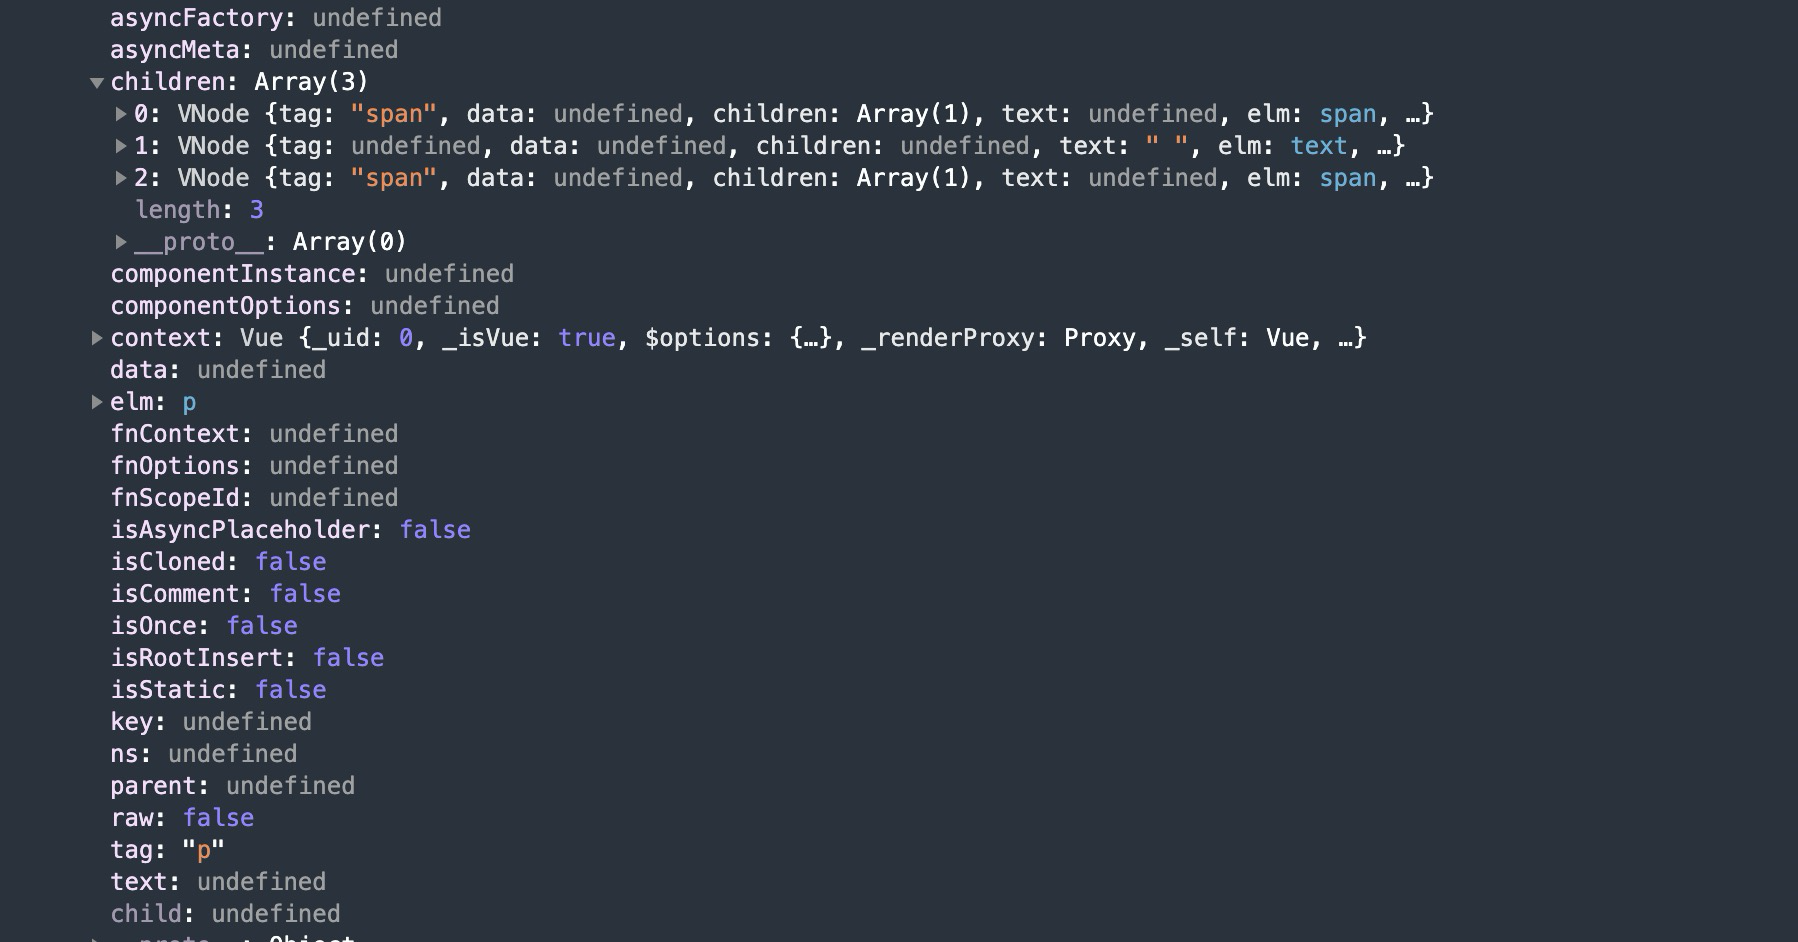 asyncFactory: undefined
asyncMeta: undefined
children: Array(3)
0: VNode {tag: "span", data: undefined, children: Array(1), text: undefined, elm: span, …}
1: VNode {tag: undefined, data: undefined, children: undefined, text: " ", elm: text, …}
2: VNode {tag: "span", data: undefined, children: Array(1), text: undefined, elm: span, …}
length: 3
__proto__: Array(0)
componentInstance: undefined
componentOptions: undefined
context: Vue {_uid: 0, _isVue: true, $options: {…}, _renderProxy: Proxy, _self: Vue, …}
data: undefined
elm: p
fnContext: undefined
fnOptions: undefined
fnScopeId: undefined
isAsyncPlaceholder: false
isCloned: false
isComment: false
isOnce: false
isRootInsert: false
isStatic: false
key: undefined
ns: undefined
parent: undefined
raw: false
tag: "p"
text: undefined
child: undefined
__proto__: Object